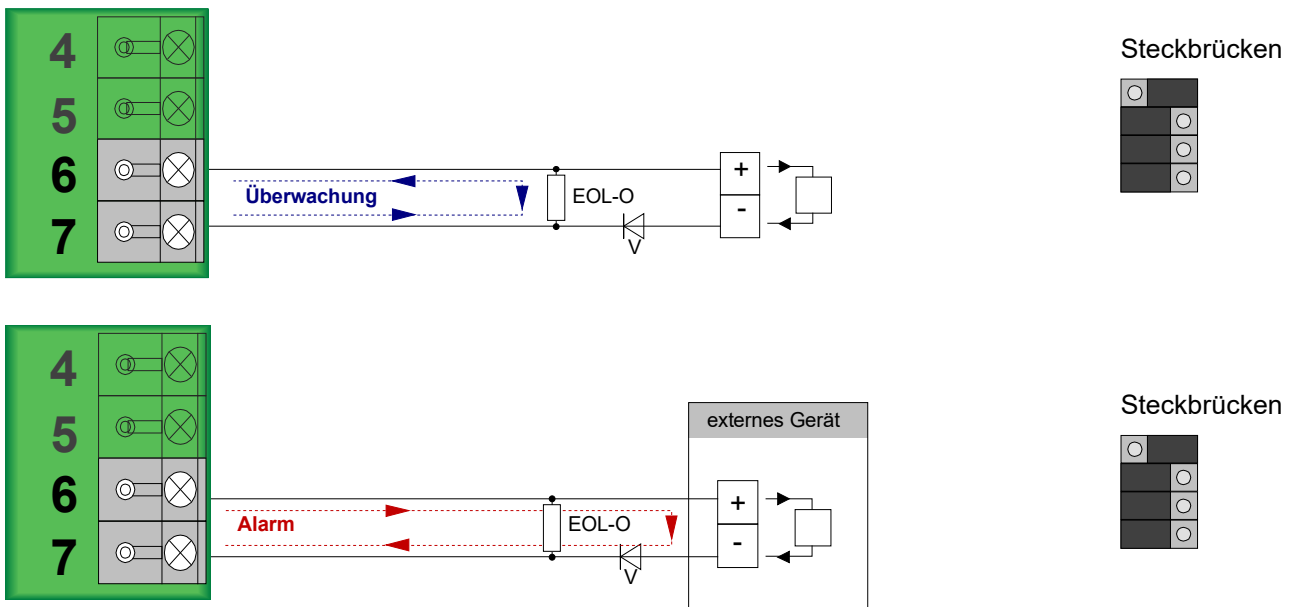 4
5
6
7
Überwachung
EOL-O
V
+
-
Steckbrücken
4
5
6
7
Alarm
EOL-O
V
externes Gerät
+
-
Steckbrücken